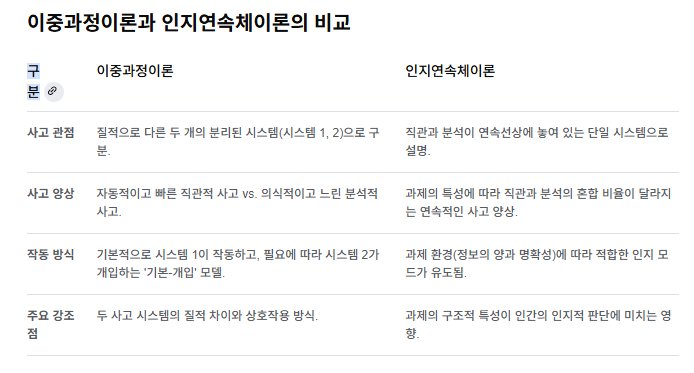 이중과정이론과 인지연속체이론의 비교
구분
이중과정이론
인지연속체이론
사고 관점
질적으로 다른 두 개의 분리된 시스템(시스템 1, 2)으로 구
분.
직관과 분석이 연속선상에 놓여 있는 단일 시스템으로
설명.
사고 양상
자동적이고 빠른 직관적 사고 vs. 의식적이고 느린 분석적
사고.
과제의 특성에 따라 직관과 분석의 혼합 비율이 달라지
는 연속적인 사고 양상.
작동 방식
기본적으로 시스템 1이 작동하고, 필요에 따라 시스템 2가
개입하는 '기본-개입' 모델.
과제 환경(정보의 양과 명확성)에 따라 적합한 인지 모
드가 유도됨.
주요 강조
점
두 사고 시스템의 질적 차이와 상호작용 방식.
과제의 구조적 특성이 인간의 인지적 판단에 미치는 영
향.